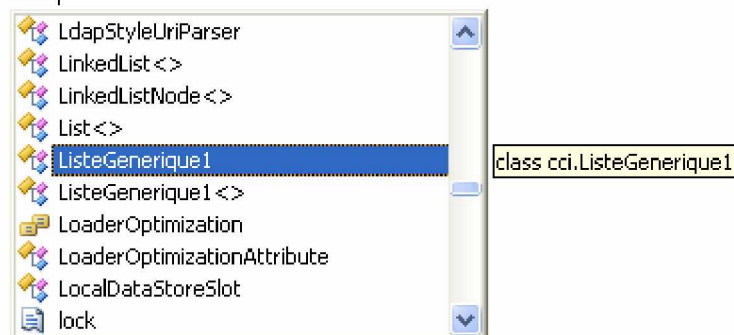 LdapStyleUriParser
LinkedList<>
LinkedListNode<>
List<>
ListeGenerique1
class cci.ListeGenerique1
ListeGenerique1<>
LoaderOptimization
LoaderOptimizationAttribute
LocalDataStoreSlot
lock